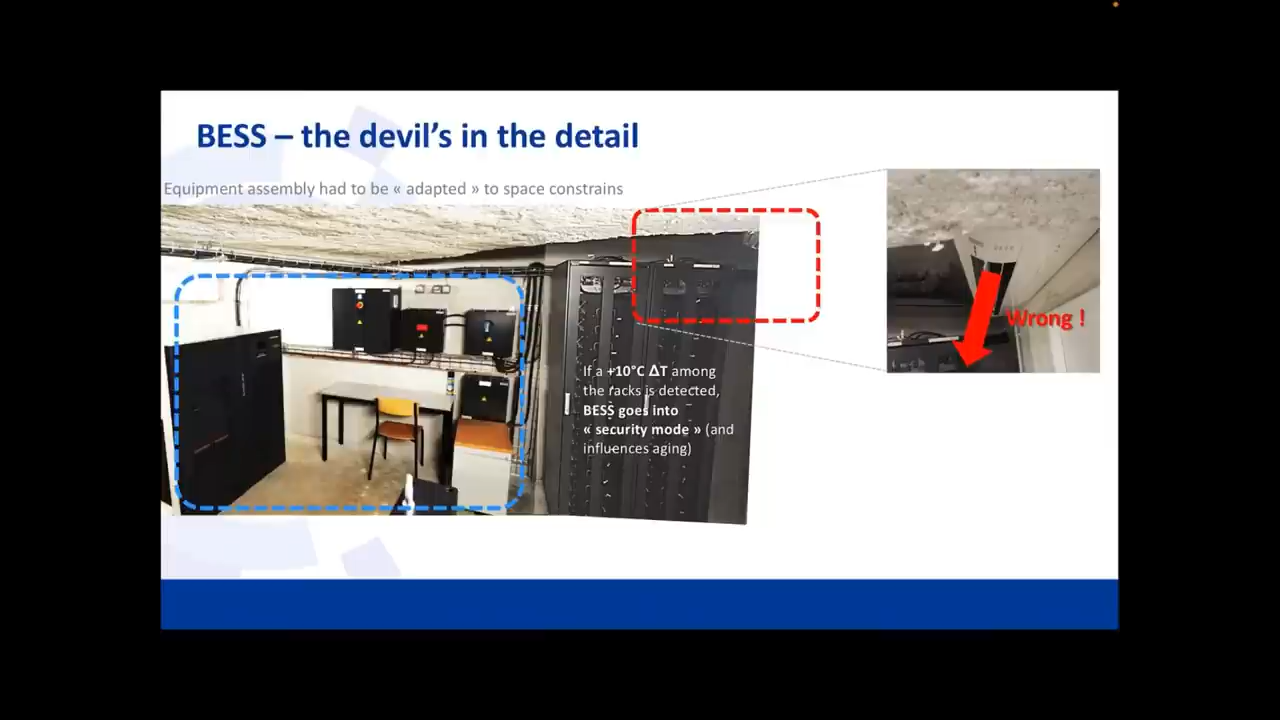 BESS – the devil’s in the detail
Equipment assembly had to be « adapted » to space constrains
Wrong !
If a +10°C ΔT among
the racks is detected,
BESS goes into
« security mode » (and
influences aging)